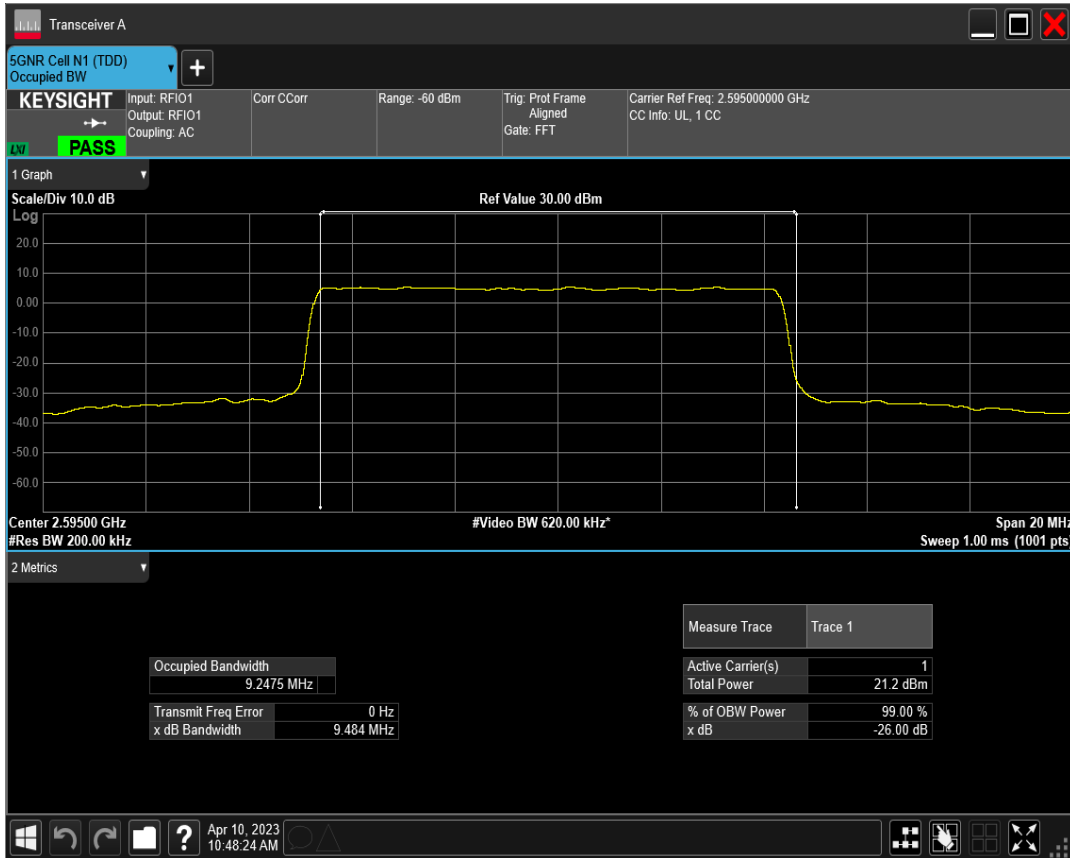 Transceiver A
5GNR Cell N1 (TDD)
Occupied BW
+
KEYSIGHT
LXI
PASS
Input: RFIO1
Output: RFIO1
Coupling: AC
Corr CCorr
Range: -60 dBm
Trig: Prot Frame
Aligned
Gate: FFT
Carrier Ref Freq: 2.595000000 GHz
CC Info: UL, 1 CC
1 Graph
Scale/Div 10.0 dB
Ref Value 30.00 dBm
Log
20.0
10.0
0.00
-10.0
-20.0
-30.0
-40.0
-50.0
-60.0
Center 2.59500 GHz
#Video BW 620.00 kHz*
Span 20 MHz
#Res BW 200.00 kHz
Sweep 1.00 ms (1001 pts)
2 Metrics
Measure Trace Trace 1
Occupied Bandwidth
9.2475 MHz
Active Carrier(s) 1
Total Power 21.2 dBm
Transmit Freq Error 0 Hz
x dB Bandwidth 9.484 MHz
% of OBW Power 99.00 %
x dB -26.00 dB
?
Apr 10, 2023
10:48:24 AM